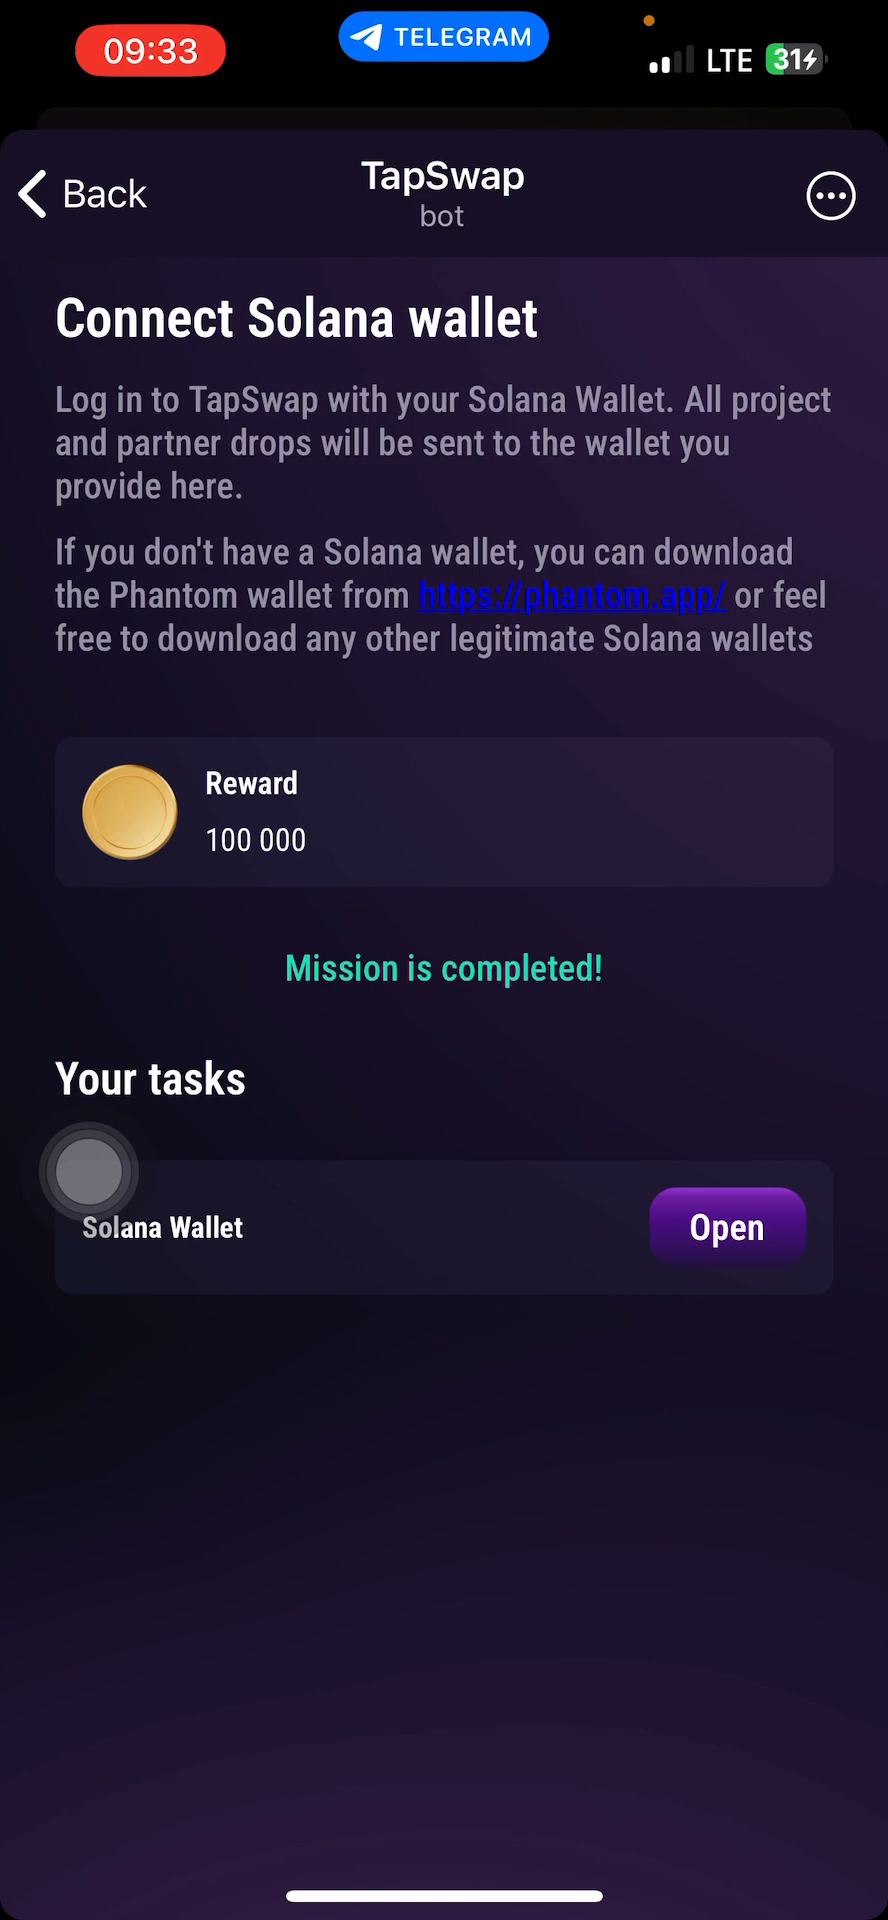 09:33
TELEGRAM
LTE
31
Back
TapSwap
bot
Connect Solana wallet
Log in to TapSwap with your Solana Wallet. All project
and partner drops will be sent to the wallet you
provide here.
If you don't have a Solana wallet, you can download
the Phantom wallet from https://phantom.app/ or feel
free to download any other legitimate Solana wallets
Reward
100 000
Mission is completed!
Your tasks
Solana Wallet
Open